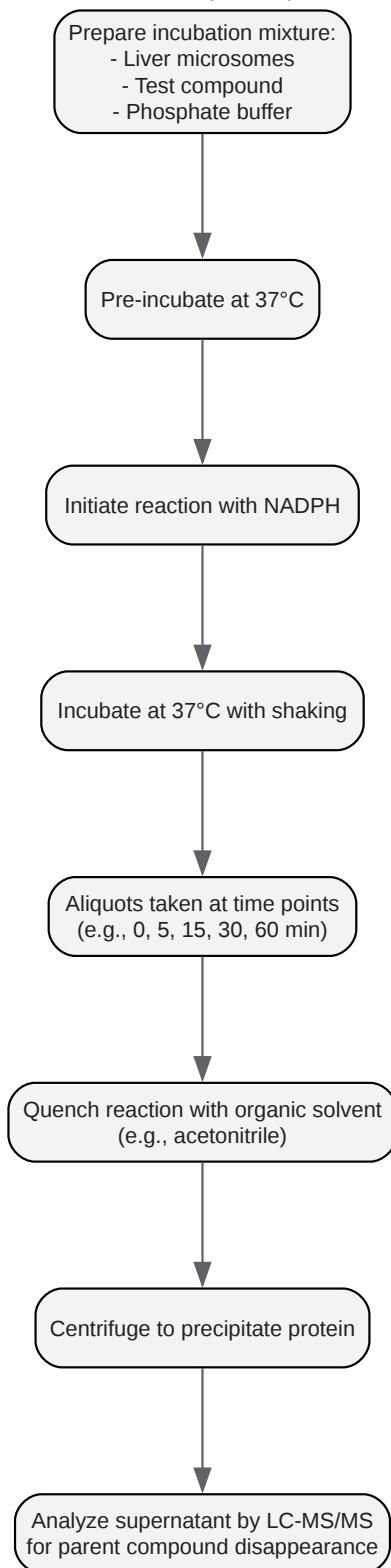 Prepare incubation mixture:
- Liver microsomes
- Test compound
- Phosphate buffer
Pre-incubate at 37°C
Initiate reaction with NADPH
Incubate at 37°C with shaking
Aliquots taken at time points
(e.g., 0, 5, 15, 30, 60 min)
Quench reaction with organic solvent
(e.g., acetonitrile)
Centrifuge to precipitate protein
Analyze supernatant by LC-MS/MS
for parent compound disappearance